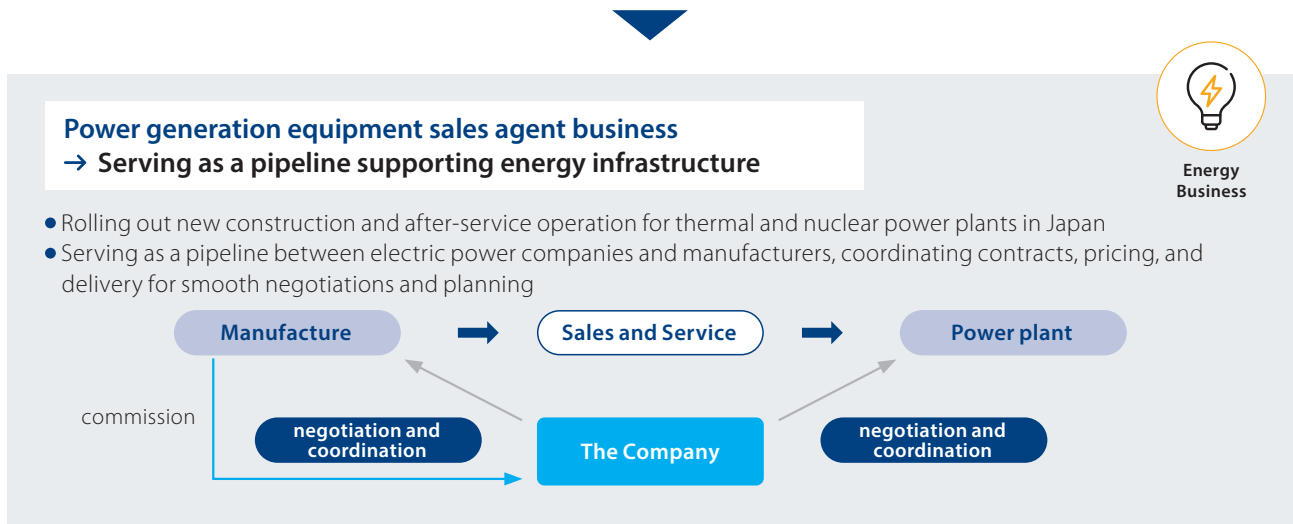 Energy
Business
Power generation equipment sales agent business
→ Serving as a pipeline supporting energy infrastructure
• Rolling out new construction and after-service operation for thermal and nuclear power plants in Japan
• Serving as a pipeline between electric power companies and manufacturers, coordinating contracts, pricing, and
delivery for smooth negotiations and planning
Manufacture
Sales and Service
Power plant
commission
negotiation and
coordination
The Company
negotiation and
coordination